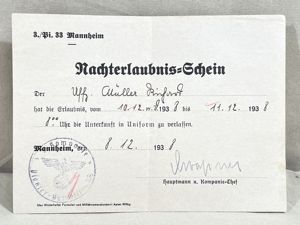 3./Pi. 33 Mannheim
Nachterlaubnis=Schein
Der Uffz. Müller Richard
hat die Erlaubnis, vom 10.12. 1938 bis 11.12. 1938
8⁰⁰ Uhr die Unterkunft in Uniform zu verlassen.
Mannheim, 8.12. 1938
Hauptmann u. Kompanie-Chef